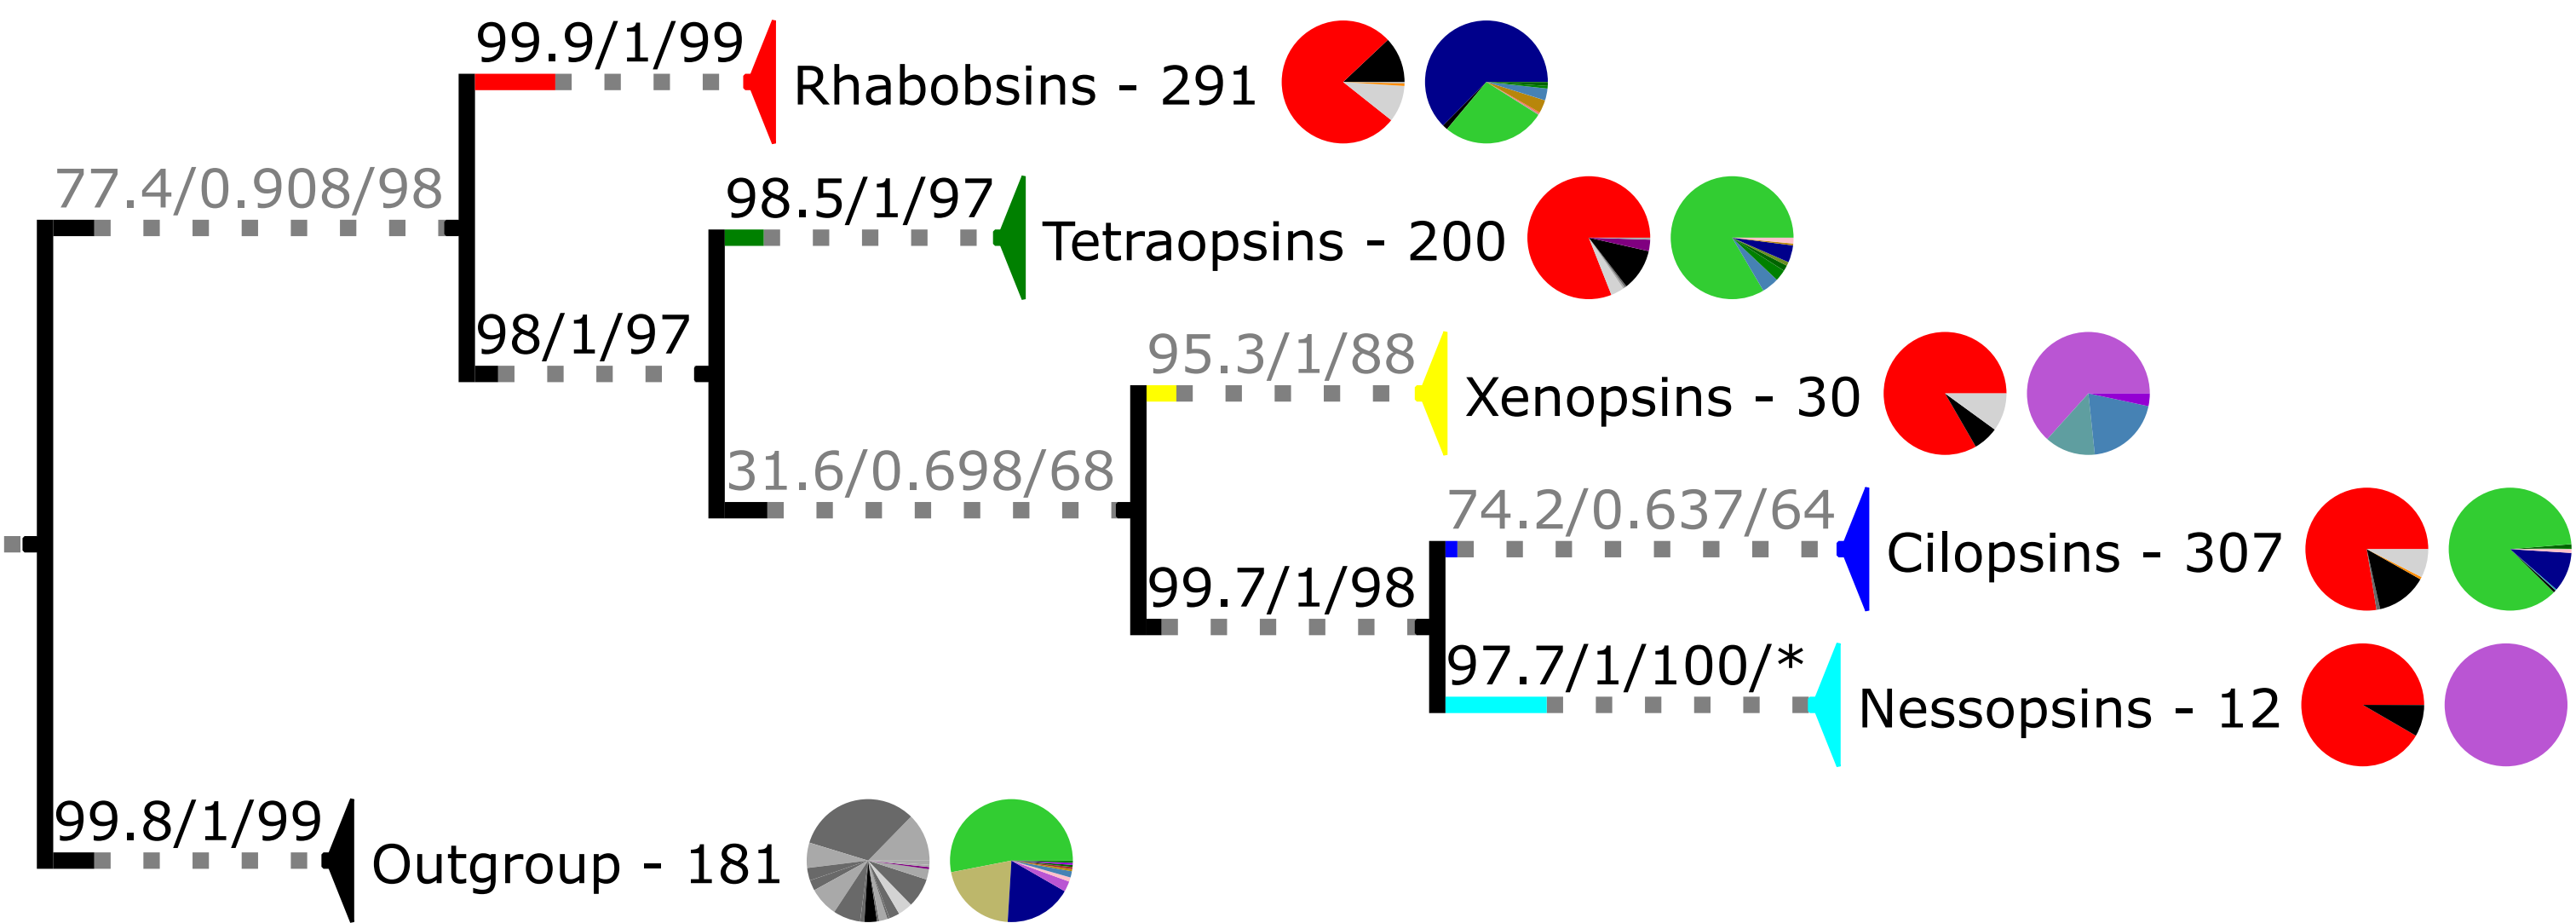 99.9/1/99
Rhabobsins - 291
77.4/0.908/98
98.5/1/97
Tetraopsins - 200
98/1/97
95.3/1/88
Xenopsins - 30
31.6/0.698/68
74.2/0.637/64
Cilopsins - 307
99.7/1/98
97.7/1/100/*
Nessopsins - 12
99.8/1/99
Outgroup - 181